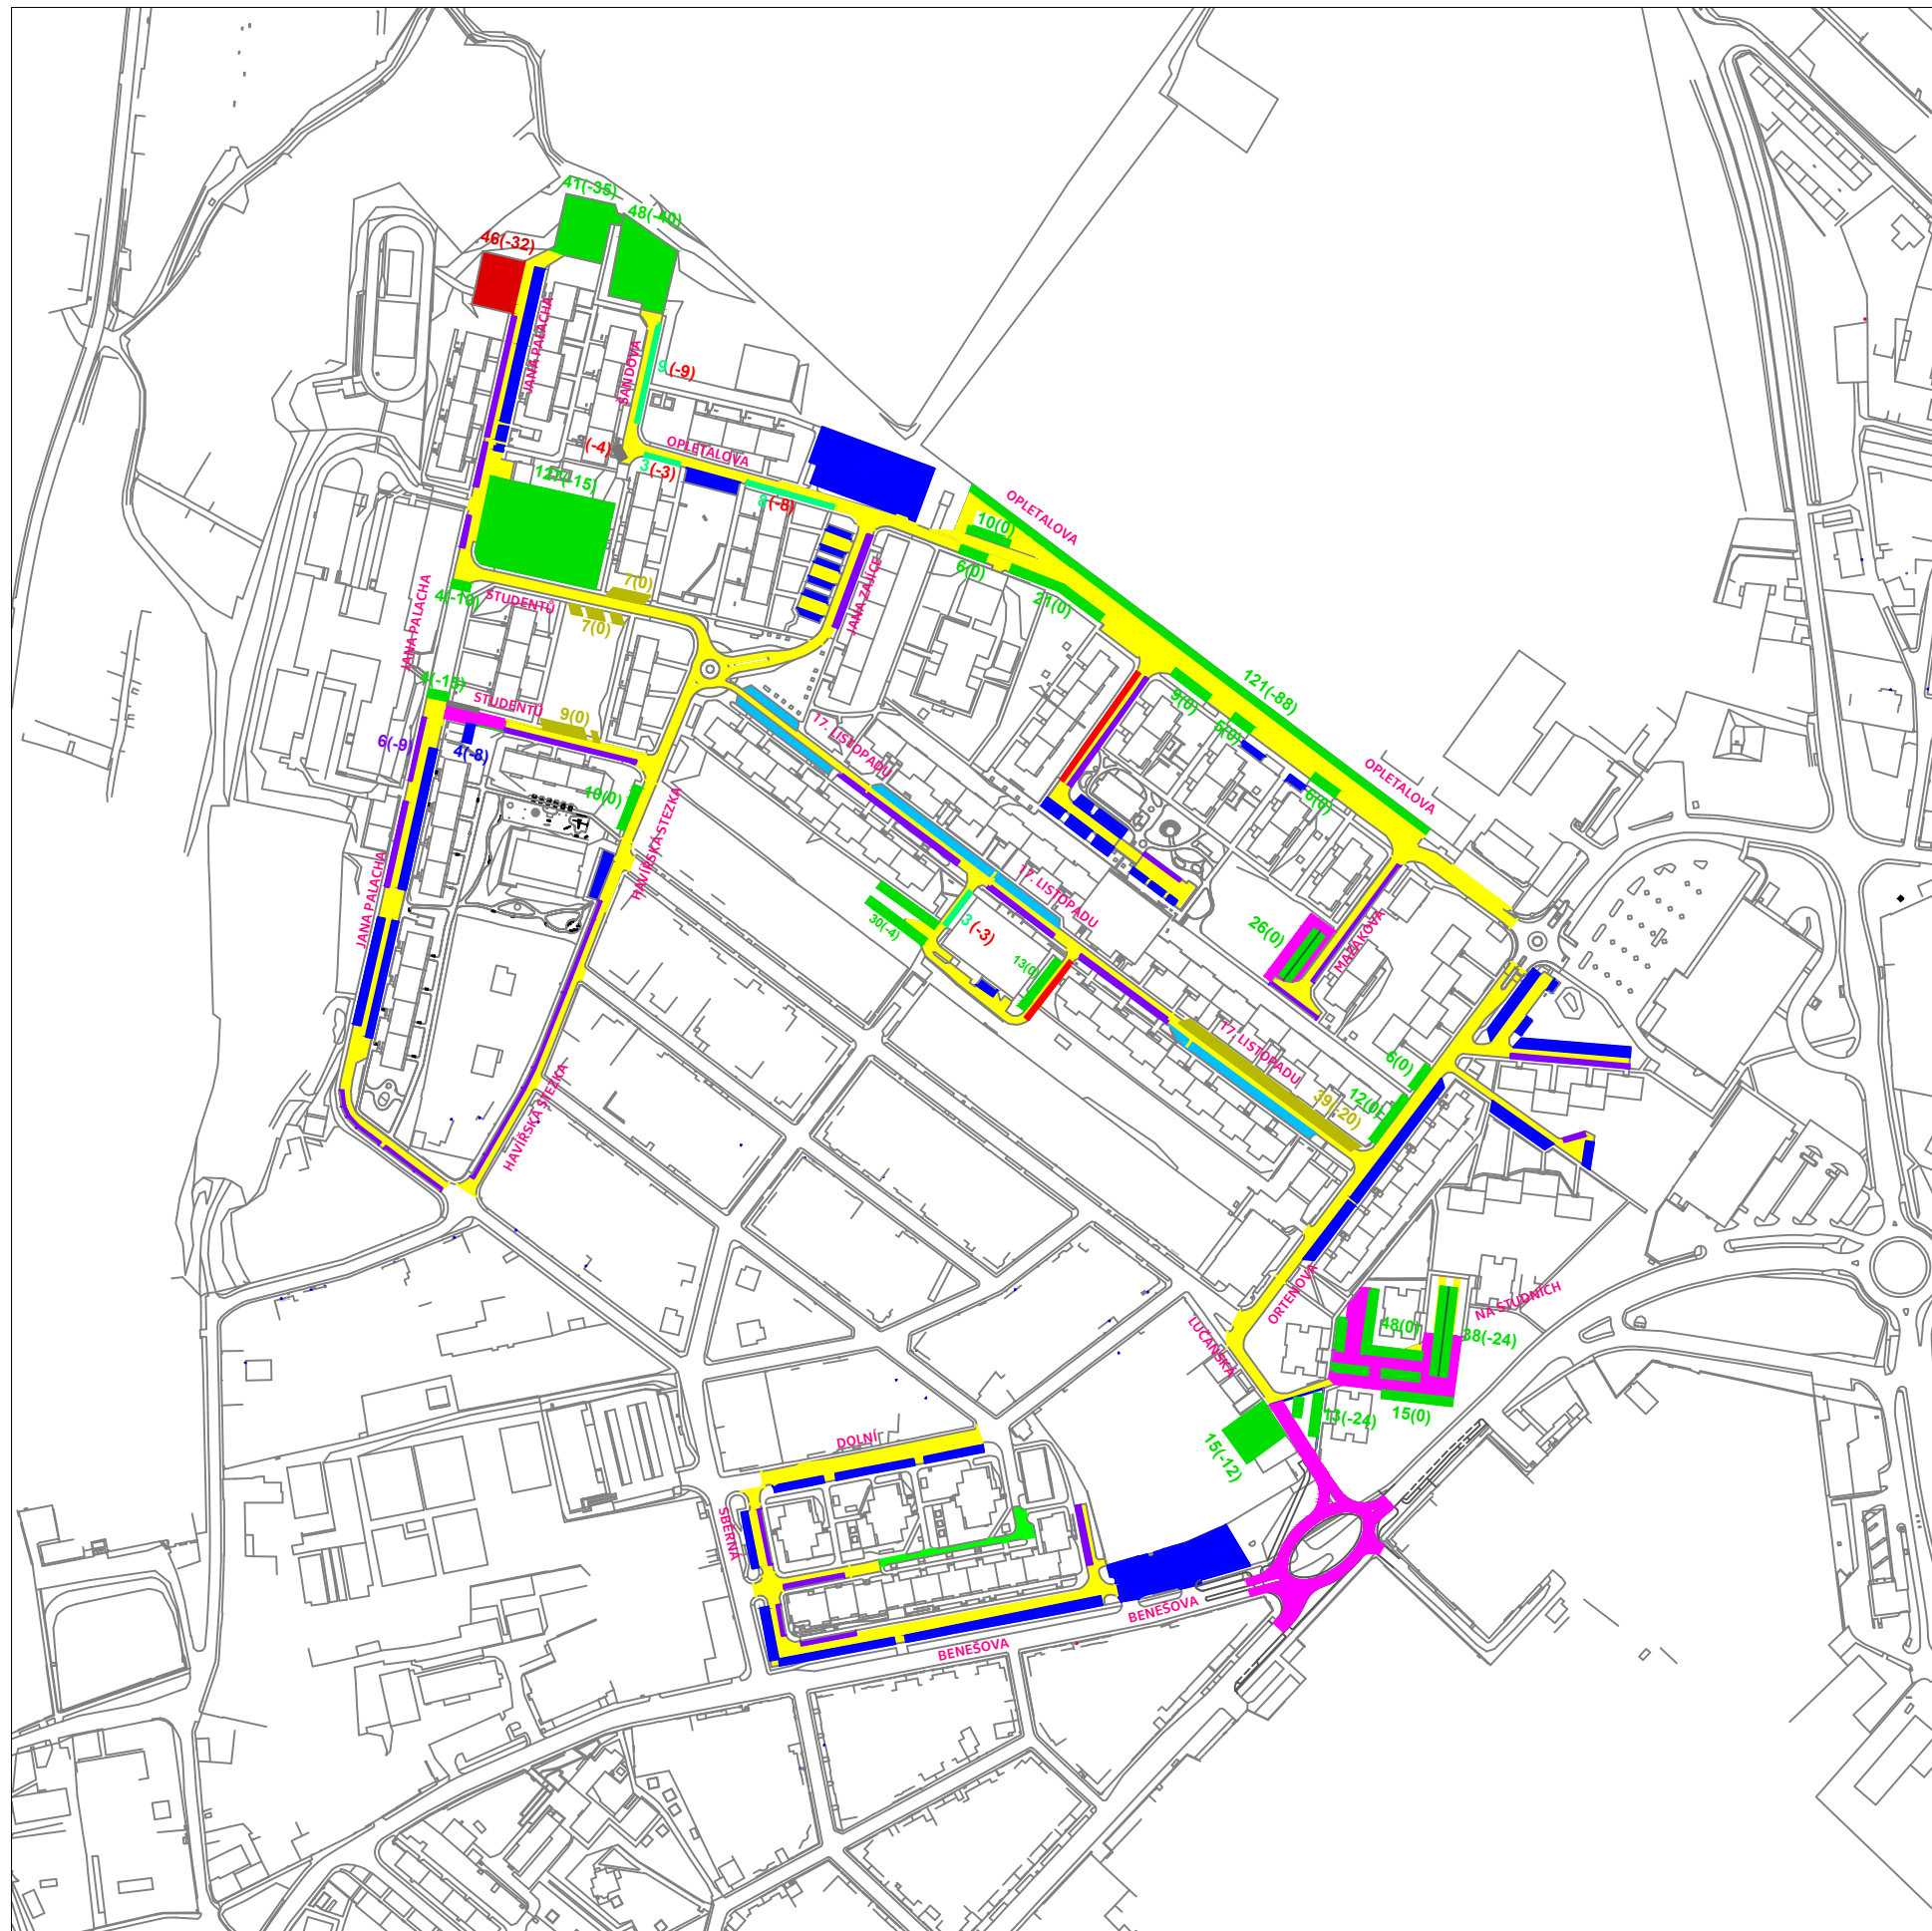 41(-35)
48(-40)
46(-32)
JANA PALACHA
ŠANDOVA
9 (-9)
(-4)
OPLETALOVA
3(-3)
8(-8)
OPLETALOVA
10(0)
6(0)
21(0)
JANA ZAJÍCE
7(0)
7(0)
STUDENTŮ
4(-10)
JANA PALACHA
4(-15)
STUDENTŮ
9(0)
6(-9)
4(-8)
10(0)
HAVÍŘSKÁ STEZKA
17. LISTOPADU
121(-88)
9(0)
5(0)
6(0)
OPLETALOVA
JANA PALACHA
17. LISTOPADU
30(-4)
3 (-3)
13(0)
26(0)
MAZÁKOVA
HAVÍŘSKÁ STEZKA
17 LISTOPADU
39(-20)
6(0)
12(0)
ORTENOVA
LUČANSKÁ
NA STUDNÍCH
48(0)
38(-24)
13(-24)
15(0)
15(-12)
DOLNÍ
SBĚRNÁ
BENEŠOVA
BENEŠOVA